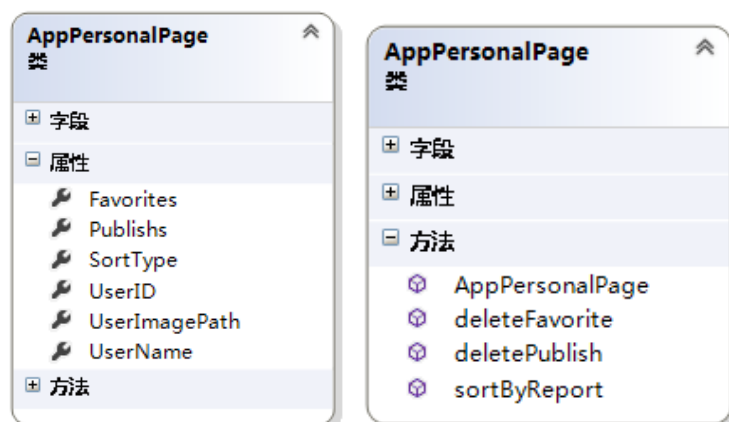 AppPersonalPage
类
字段
属性
Favorites
Publishs
SortType
UserID
UserImagePath
UserName
方法
AppPersonalPage
类
字段
属性
方法
AppPersonalPage
deleteFavorite
deletePublish
sortByReport